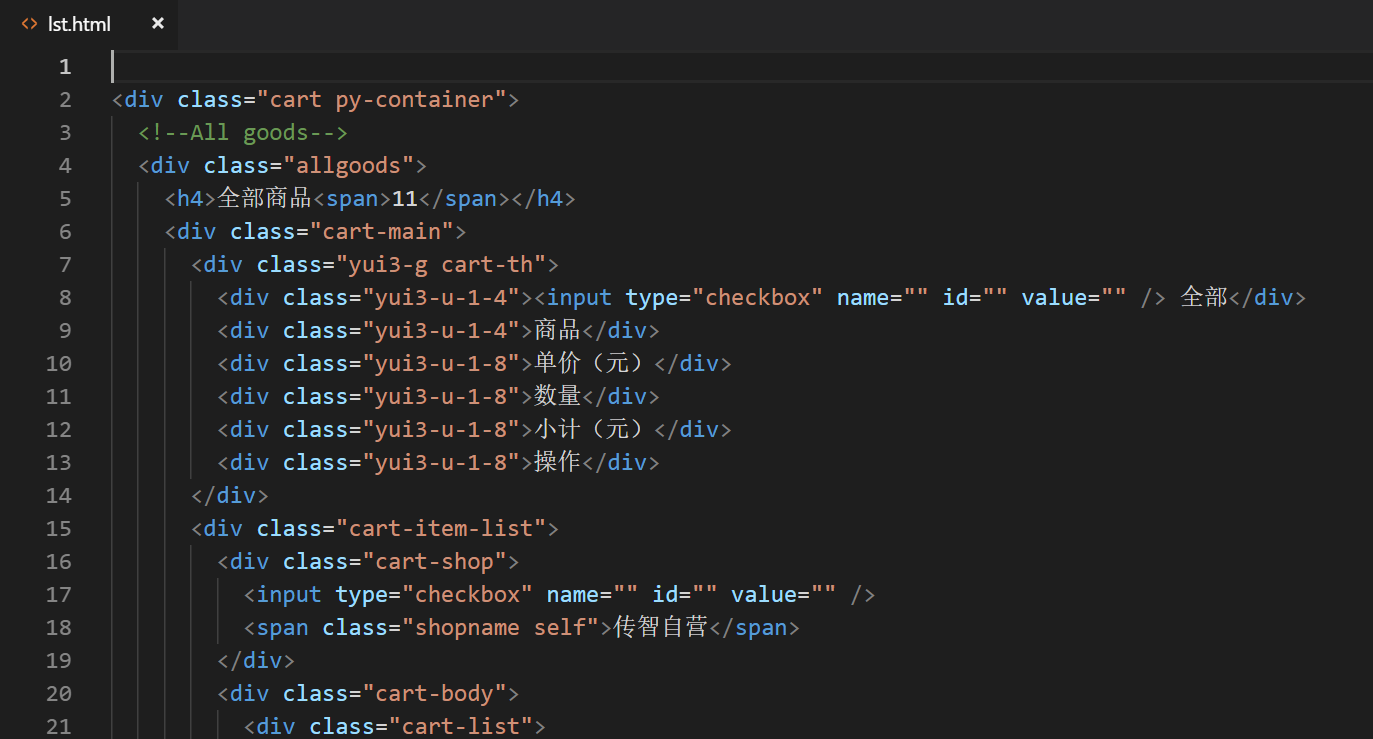 lst.html
1
2 <div class="cart py-container">
3 <!--All goods-->
4 <div class="allgoods">
5 <h4>全部商品<span>11</span></h4>
6 <div class="cart-main">
7 <div class="yui3-g cart-th">
8 <div class="yui3-u-1-4"><input type="checkbox" name="" id="" value="" /> 全部</div>
9 <div class="yui3-u-1-4">商品</div>
10 <div class="yui3-u-1-8">单价（元）</div>
11 <div class="yui3-u-1-8">数量</div>
12 <div class="yui3-u-1-8">小计（元）</div>
13 <div class="yui3-u-1-8">操作</div>
14 </div>
15 <div class="cart-item-list">
16 <div class="cart-shop">
17 <input type="checkbox" name="" id="" value="" />
18 <span class="shopname self">传智自营</span>
19 </div>
20 <div class="cart-body">
21 <div class="cart-list">